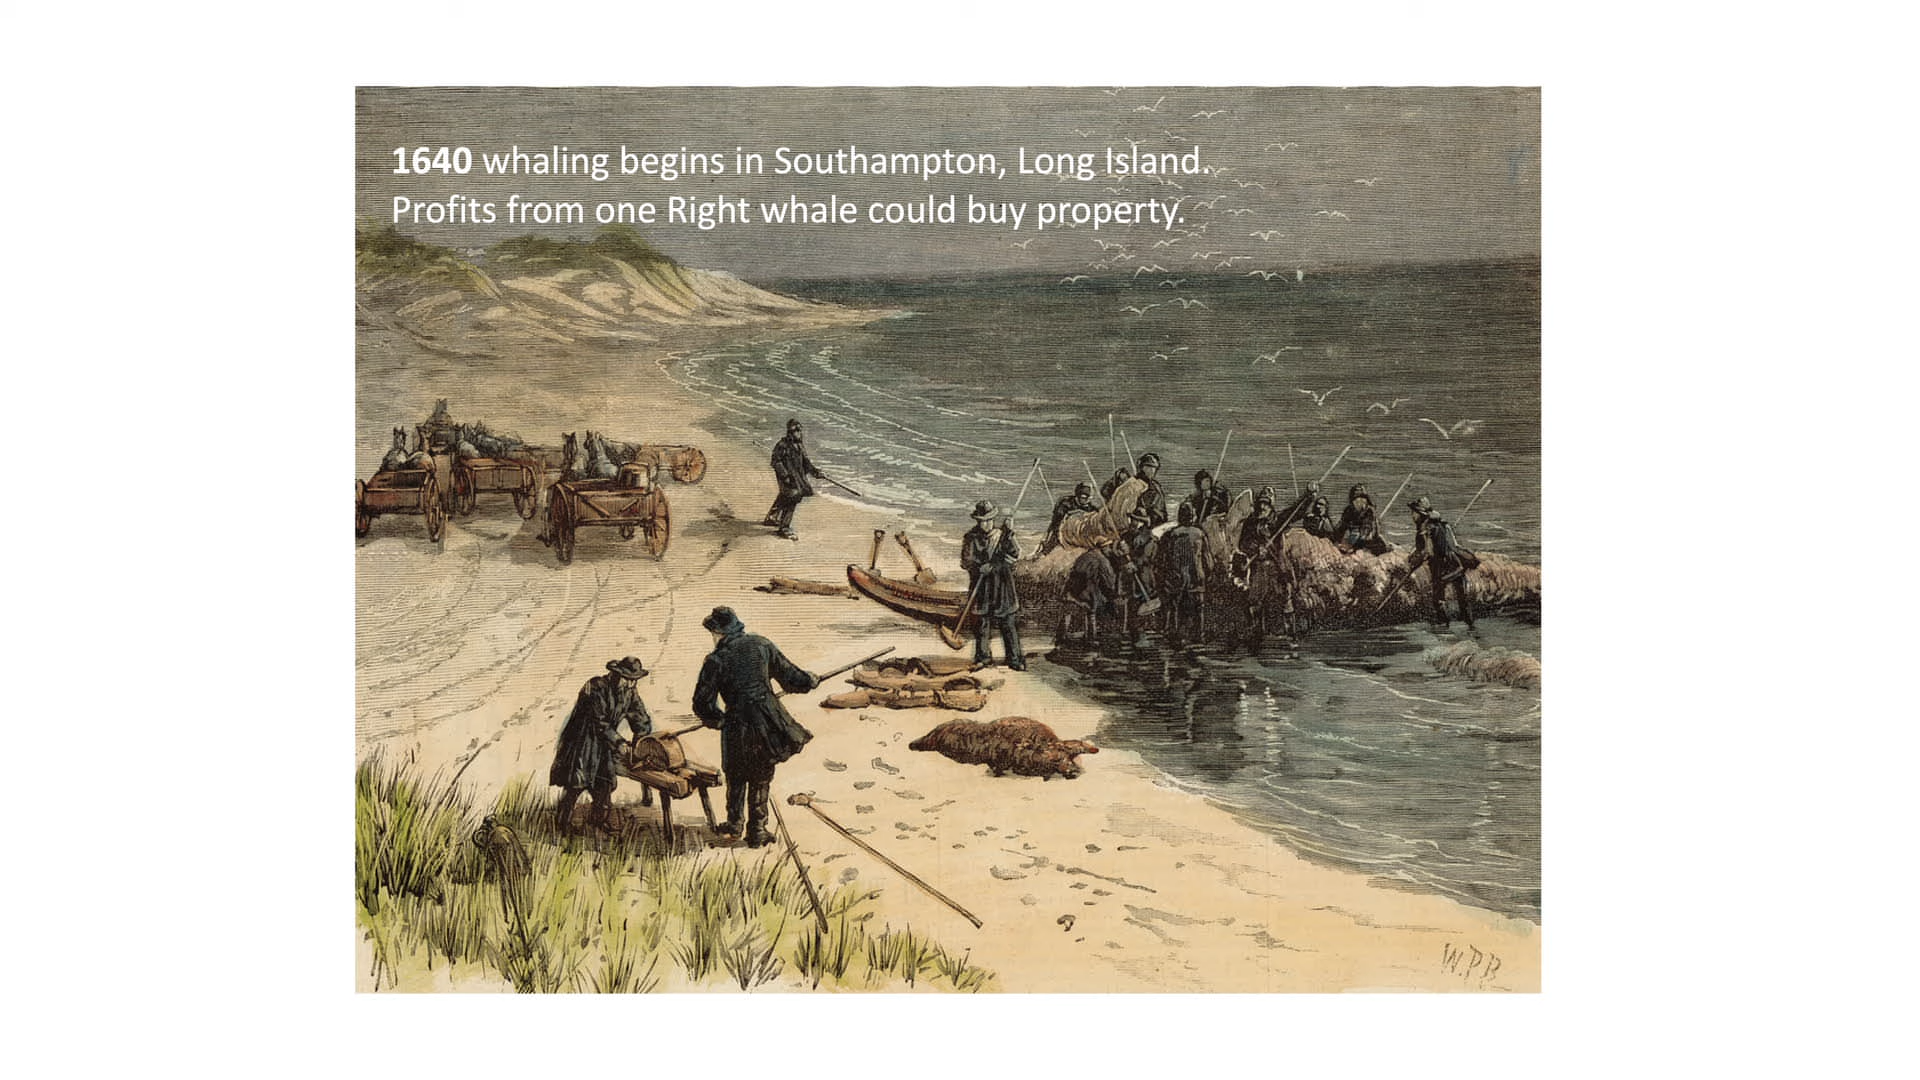 1640 whaling begins in Southampton, Long Island.
Profits from one Right whale could buy property.
W.P.B